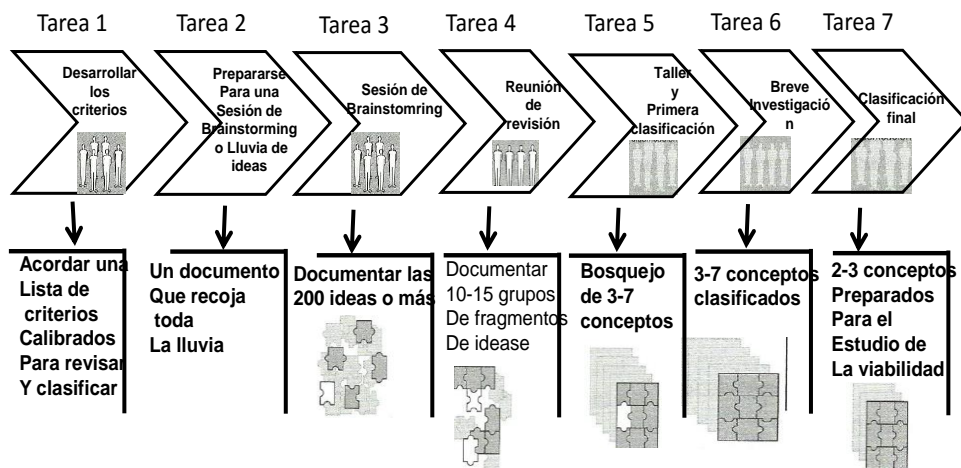 Tarea 1
Tarea 2
Tarea 3
Tarea 4
Tarea 5
Tarea 6
Tarea 7
Desarrollar
los
criterios
Prepararse
Para una
Sesión de
Brainstorming
o Lluvia de
ideas
Sesión de
Brainstomring
Reunión
de
revisión
Taller
y
Primera
clasificación
Breve
Investigació
n
Clasificación
final
Acordar una
Lista de
criterios
Calibrados
Para revisar
Y clasificar
Un documento
Que recoja
toda
La lluvia
Documentar las
200 ideas o más
Documentar
10-15 grupos
De fragmentos
De idease
Bosquejo
de 3-7
conceptos
3-7 conceptos
clasificados
2-3 conceptos
Preparados
Para el
Estudio de
La viabilidad